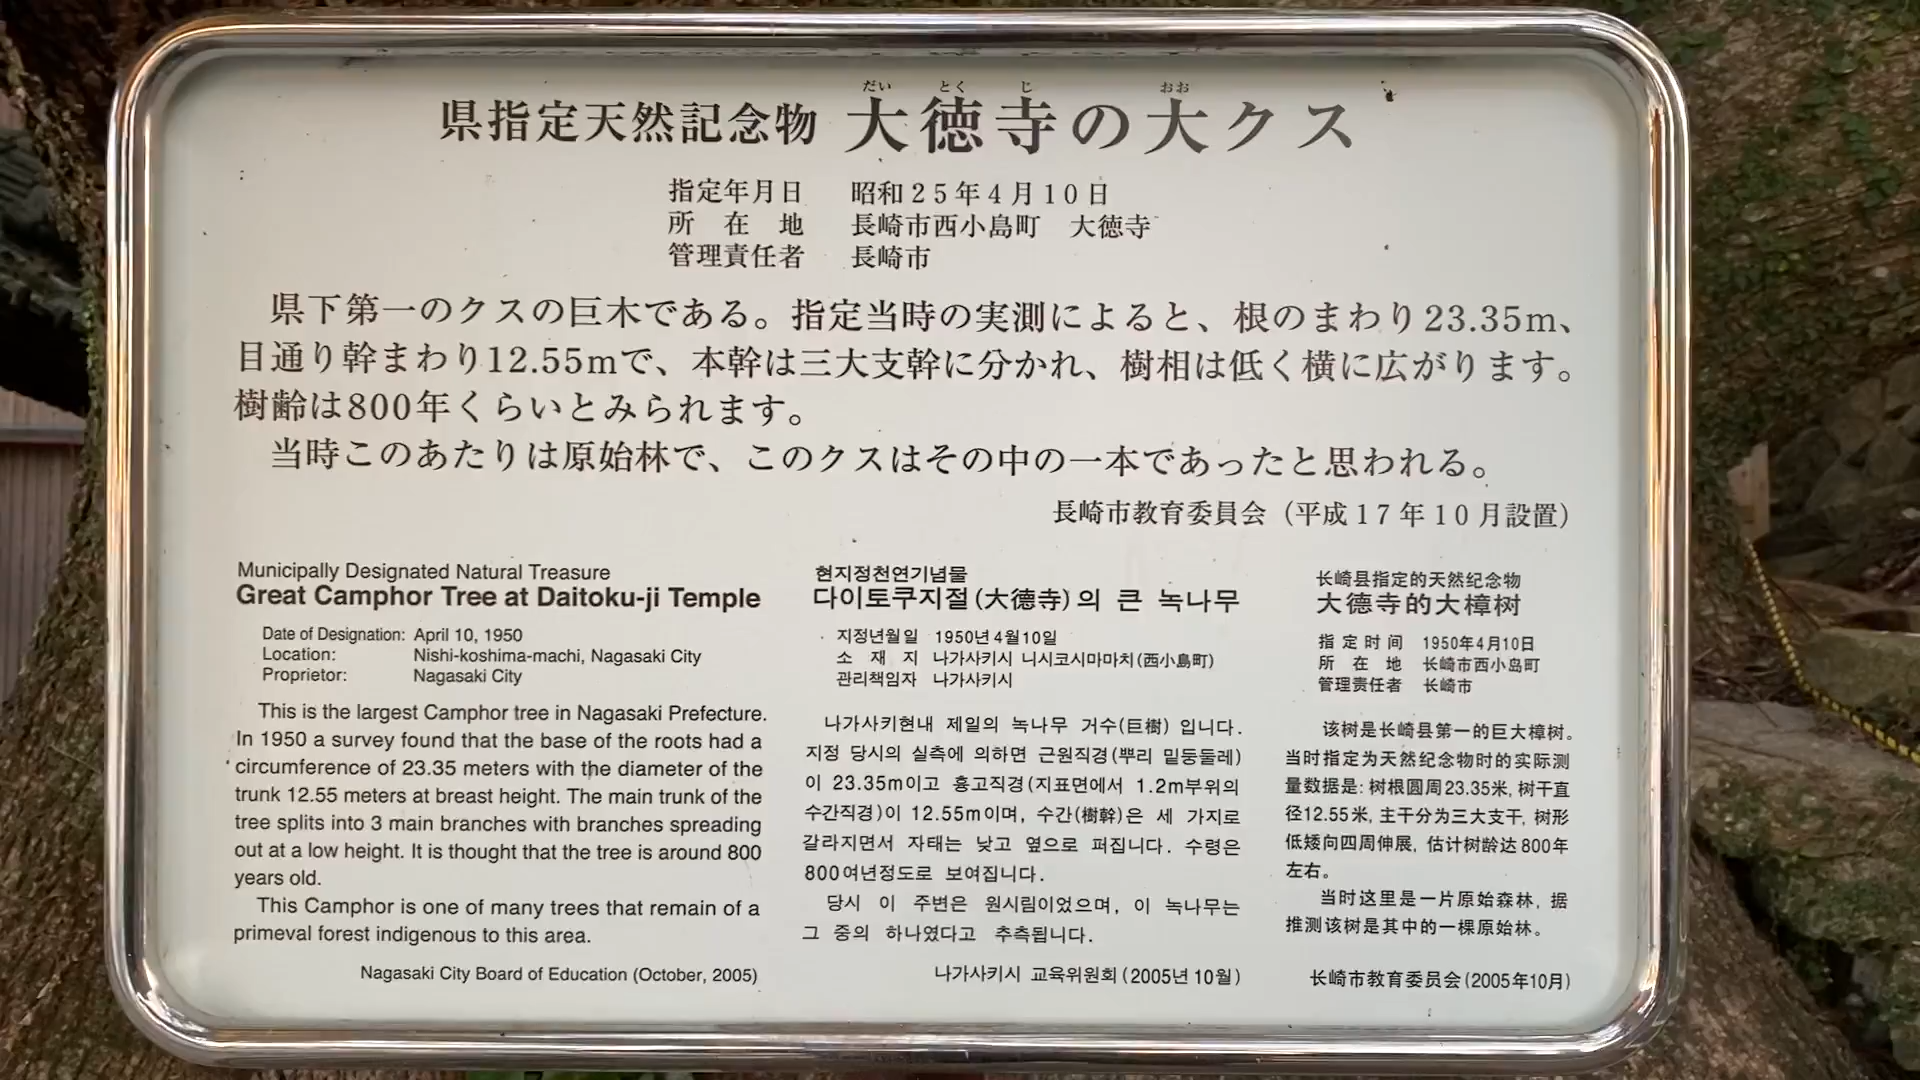 県指定天然記念物 大徳寺の大クス
だい とく じ おお
指定年月日 昭和25年4月10日
所在地 長崎市西小島町 大徳寺
管理責任者 長崎市
県下第一のクスの巨木である。指定当時の実測によると、根のまわり23.35m、
目通り幹まわり12.55mで、本幹は三大支幹に分かれ、樹相は低く横に広がります。
樹齢は800年くらいとみられます。
当時このあたりは原始林で、このクスはその中の一本であったと思われる。
長崎市教育委員会（平成17年10月設置）
Municipally Designated Natural Treasure
Great Camphor Tree at Daitoku-ji Temple
Date of Designation: April 10, 1950
Location: Nishi-koshima-machi, Nagasaki City
Proprietor: Nagasaki City
This is the largest Camphor tree in Nagasaki Prefecture.
In 1950 a survey found that the base of the roots had a
circumference of 23.35 meters with the diameter of the
trunk 12.55 meters at breast height. The main trunk of the
tree splits into 3 main branches with branches spreading
out at a low height. It is thought that the tree is around 800
years old.
This Camphor is one of many trees that remain of a
primeval forest indigenous to this area.
Nagasaki City Board of Education (October, 2005)
현지정천연기념물
다이토쿠지절(大德寺)의 큰 녹나무
지정년월일 1950년4월10일
소재지 나가사키시 니시코시마마치(西小島町)
관리책임자 나가사키시
나가사키현내 제일의 녹나무 거수(巨樹) 입니다.
지정 당시의 실측에 의하면 근원직경(뿌리 밑둥둘레)
이 23.35m이고 흉고직경(지표면에서 1.2m부위의
수간직경)이 12.55m이며, 수간(樹幹)은 세 가지로
갈라지면서 자태는 낮고 옆으로 퍼집니다. 수령은
800여년정도로 보여집니다.
당시 이 주변은 원시림이었으며, 이 녹나무는
그 중의 하나였다고 추측됩니다.
나가사키시 교육위원회(2005년 10월)
长崎县指定的天然纪念物
大德寺的大樟树
指定时间 1950年4月10日
所在地 长崎市西小岛町
管理责任者 长崎市
该树是长崎县第一的巨大樟树。
当时指定为天然纪念物时的实际测
量数据是: 树根圆周23.35米, 树干直
径12.55米, 主干分为三大支干, 树形
低矮向四周伸展, 估计树龄达800年
左右。
当时这里是一片原始森林, 据
推测该树是其中的一棵原始林。
长崎市教育委员会(2005年10月)